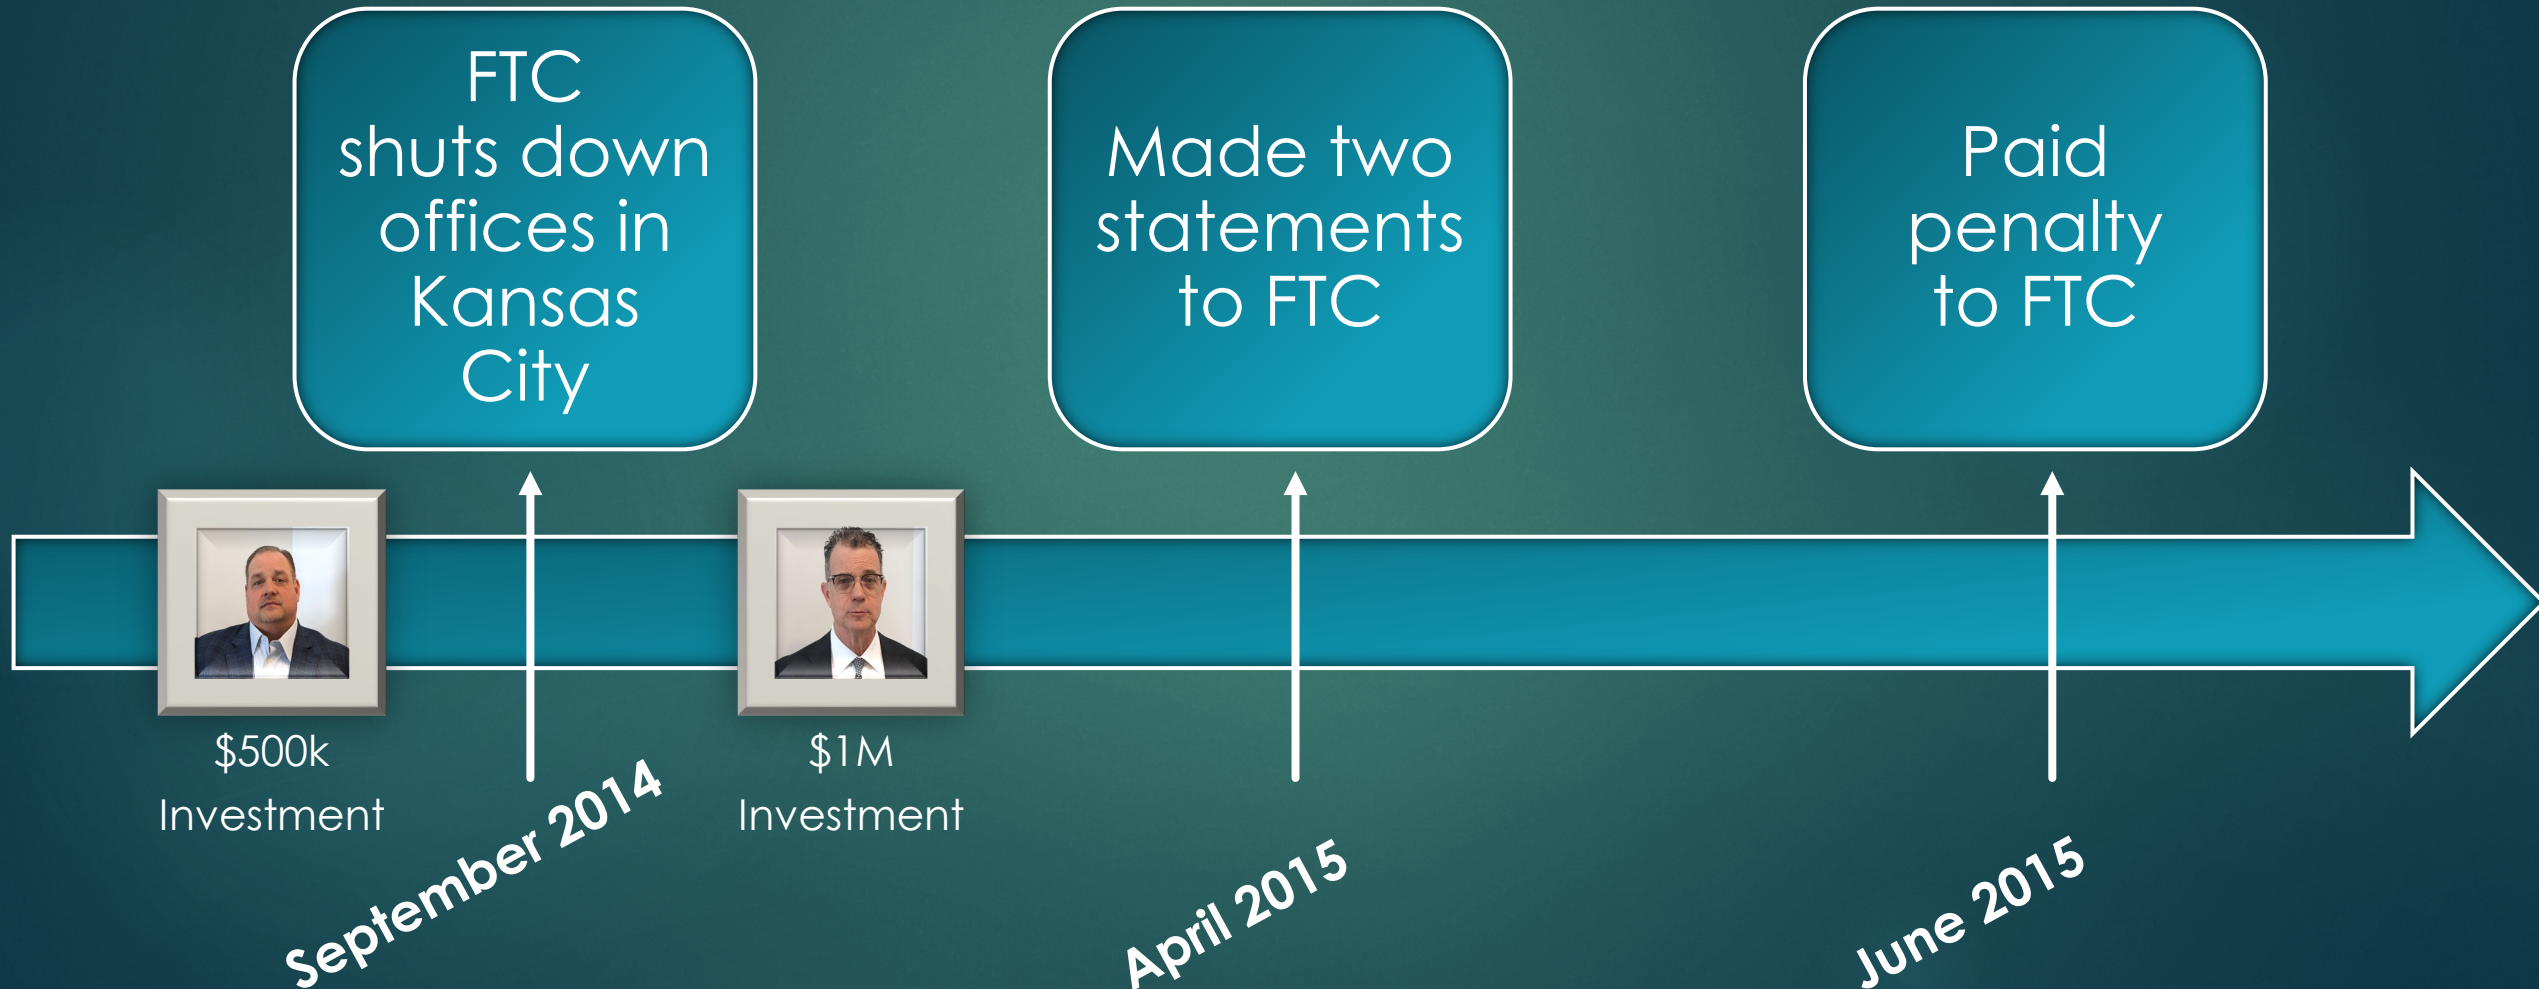 FTC
shuts down
offices in
Kansas
City
Made two
statements
to FTC
Paid
penalty
to FTC
$500k
Investment
$1M
Investment
September 2014
April 2015
June 2015